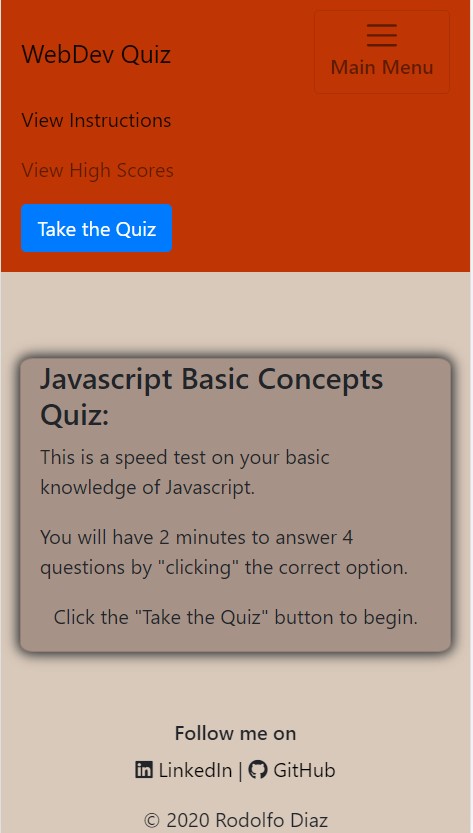 WebDev Quiz
Main Menu
View Instructions
View High Scores
Take the Quiz
Javascript Basic Concepts
Quiz:
This is a speed test on your basic
knowledge of Javascript.
You will have 2 minutes to answer 4
questions by "clicking" the correct option.
Click the "Take the Quiz" button to begin.
Follow me on
LinkedIn | GitHub
© 2020 Rodolfo Diaz